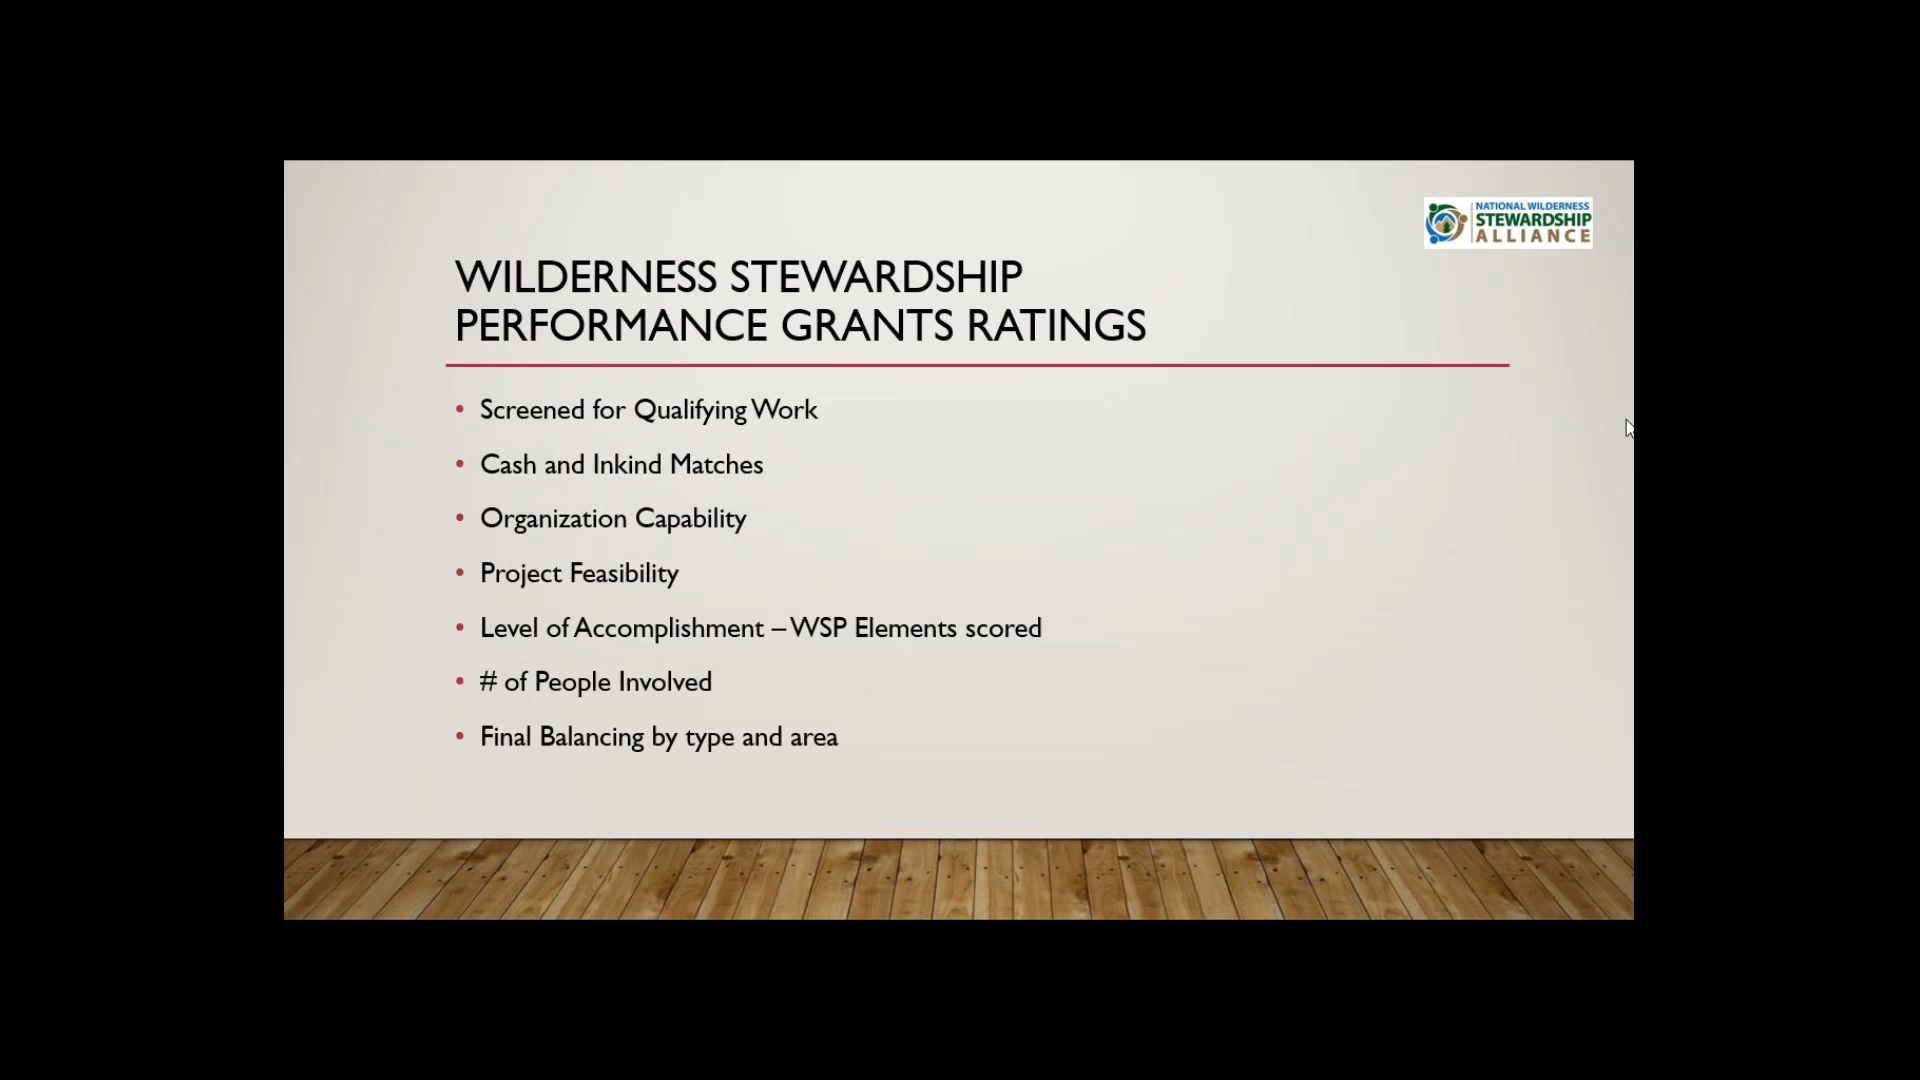 NATIONAL WILDERNESS
STEWARDSHIP
ALLIANCE
WILDERNESS STEWARDSHIP
PERFORMANCE GRANTS RATINGS
• Screened for Qualifying Work
• Cash and Inkind Matches
• Organization Capability
• Project Feasibility
• Level of Accomplishment – WSP Elements scored
• # of People Involved
• Final Balancing by type and area